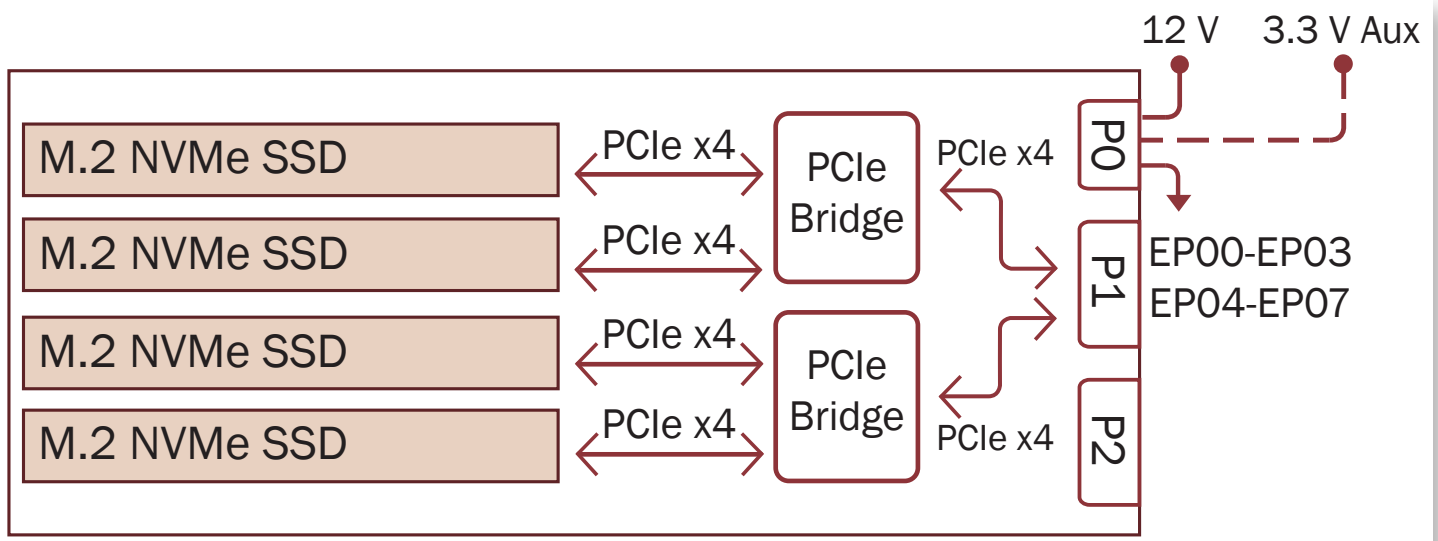 12 V
3.3 V Aux
M.2 NVMe SSD
PCIe x4
PCIe
Bridge
PCIe x4
P0
M.2 NVMe SSD
PCIe x4
P1
EP00-EP03
EP04-EP07
M.2 NVMe SSD
PCIe x4
PCIe
Bridge
PCIe x4
P2
M.2 NVMe SSD
PCIe x4